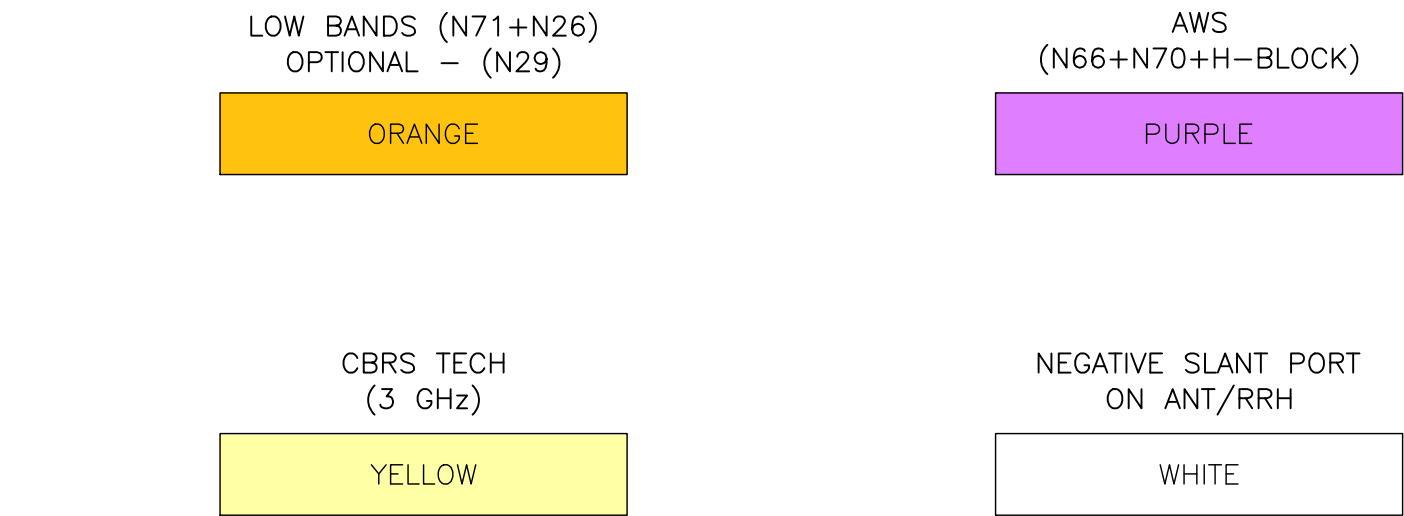 LOW BANDS (N71+N26)
OPTIONAL - (N29)
ORANGE
AWS
(N66+N70+H-BLOCK)
PURPLE
CBRS TECH
(3 GHz)
YELLOW
NEGATIVE SLANT PORT
ON ANT/RRH
WHITE